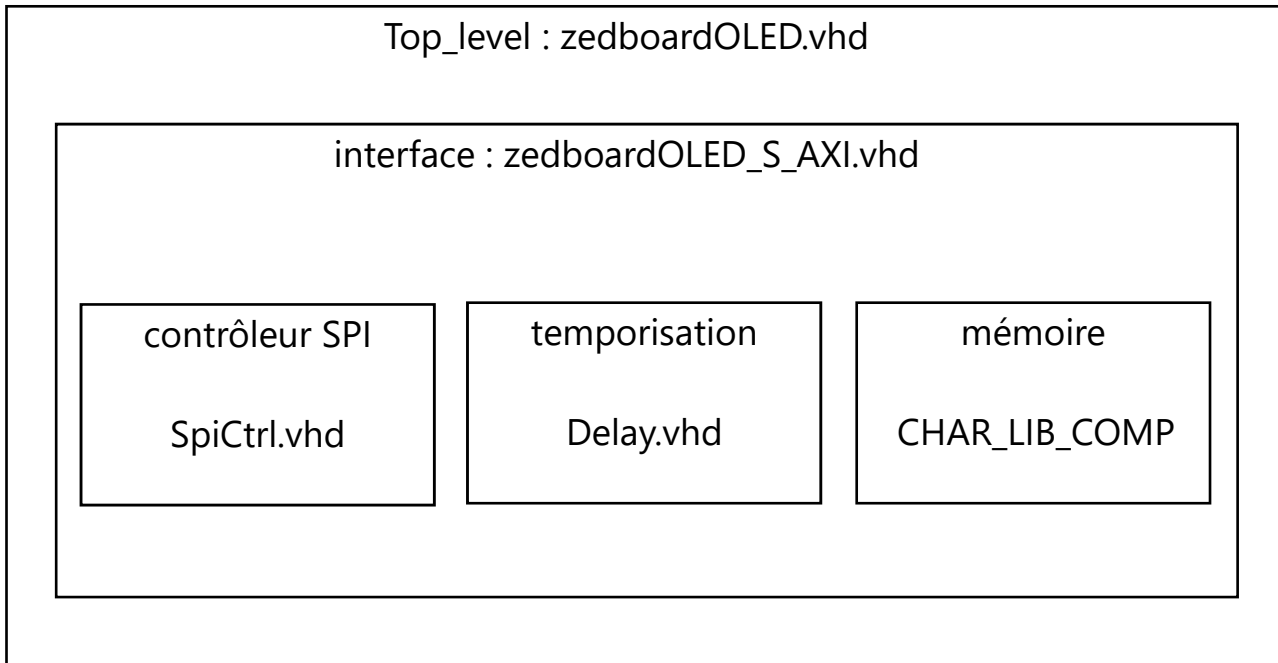 Top_level : zedboardOLED.vhd
interface : zedboardOLED_S_AXI.vhd
contrôleur SPI
SpiCtrl.vhd
temporisation
Delay.vhd
mémoire
CHAR_LIB_COMP